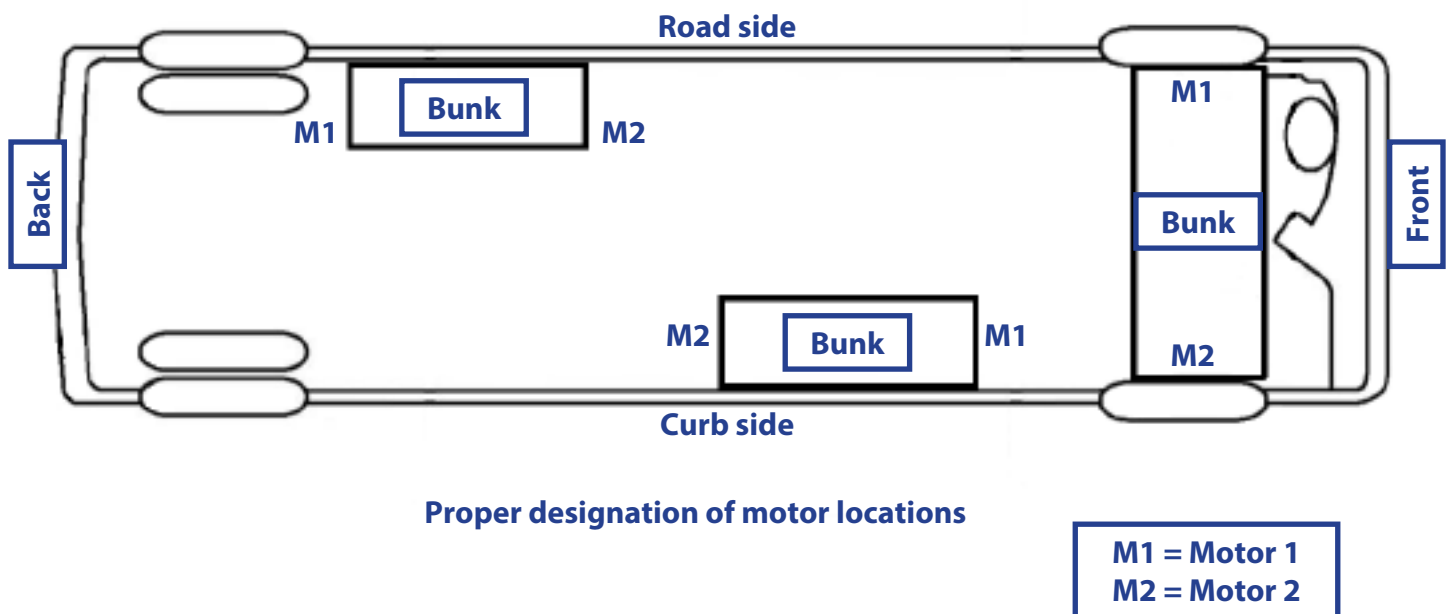 Road side
Bunk
M1
M1
M2
Back
Bunk
Front
M2
Bunk
M1
M2
Curb side
Proper designation of motor locations
M1 = Motor 1
M2 = Motor 2